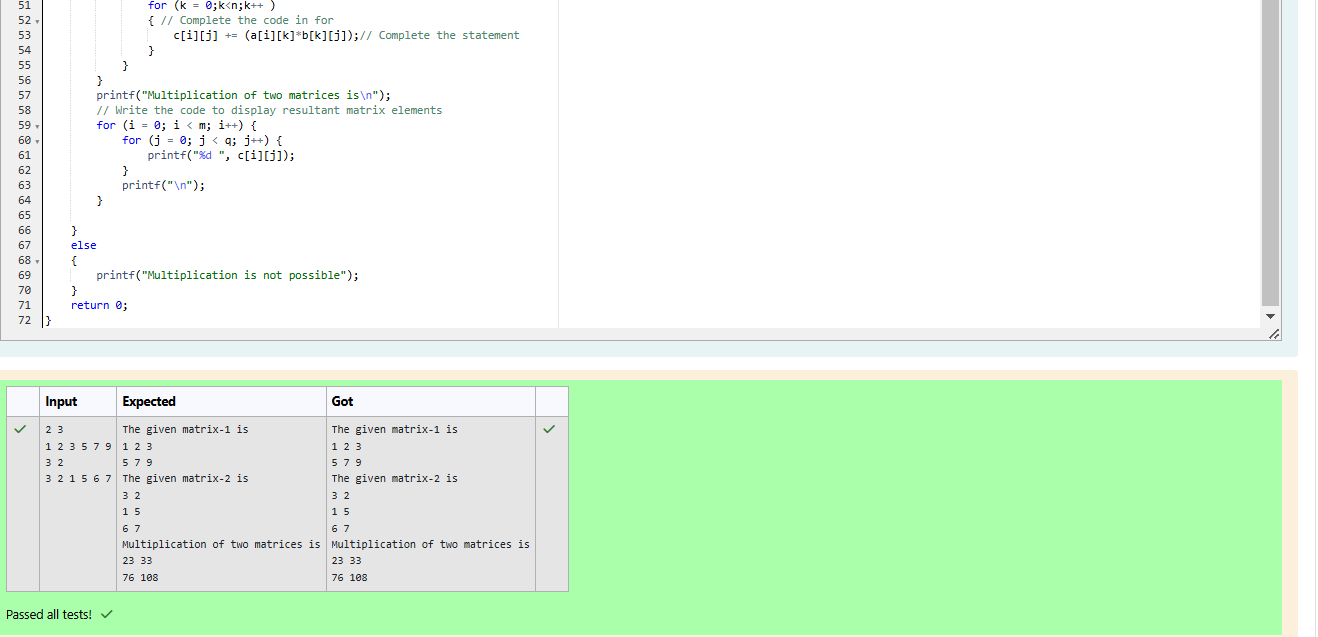 51 for (k = 0;k<n;k++ )
52 { // Complete the code in for
53 c[i][j] += (a[i][k]*b[k][j]);// Complete the statement
54 }
55 }
56 }
57 printf("Multiplication of two matrices is\n");
58 // Write the code to display resultant matrix elements
59 for (i = 0; i < m; i++) {
60 for (j = 0; j < q; j++) {
61 printf("%d ", c[i][j]);
62 }
63 printf("\n");
64 }
65
66 }
67 else
68 {
69 printf("Multiplication is not possible");
70 }
71 return 0;
72 }
Input Expected Got
2 3 The given matrix-1 is The given matrix-1 is
1 2 3 5 7 9 1 2 3 1 2 3
3 2 5 7 9 5 7 9
3 2 1 5 6 7 The given matrix-2 is The given matrix-2 is
3 2 3 2
1 5 1 5
6 7 6 7
Multiplication of two matrices is Multiplication of two matrices is
23 33 23 33
76 108 76 108
Passed all tests!